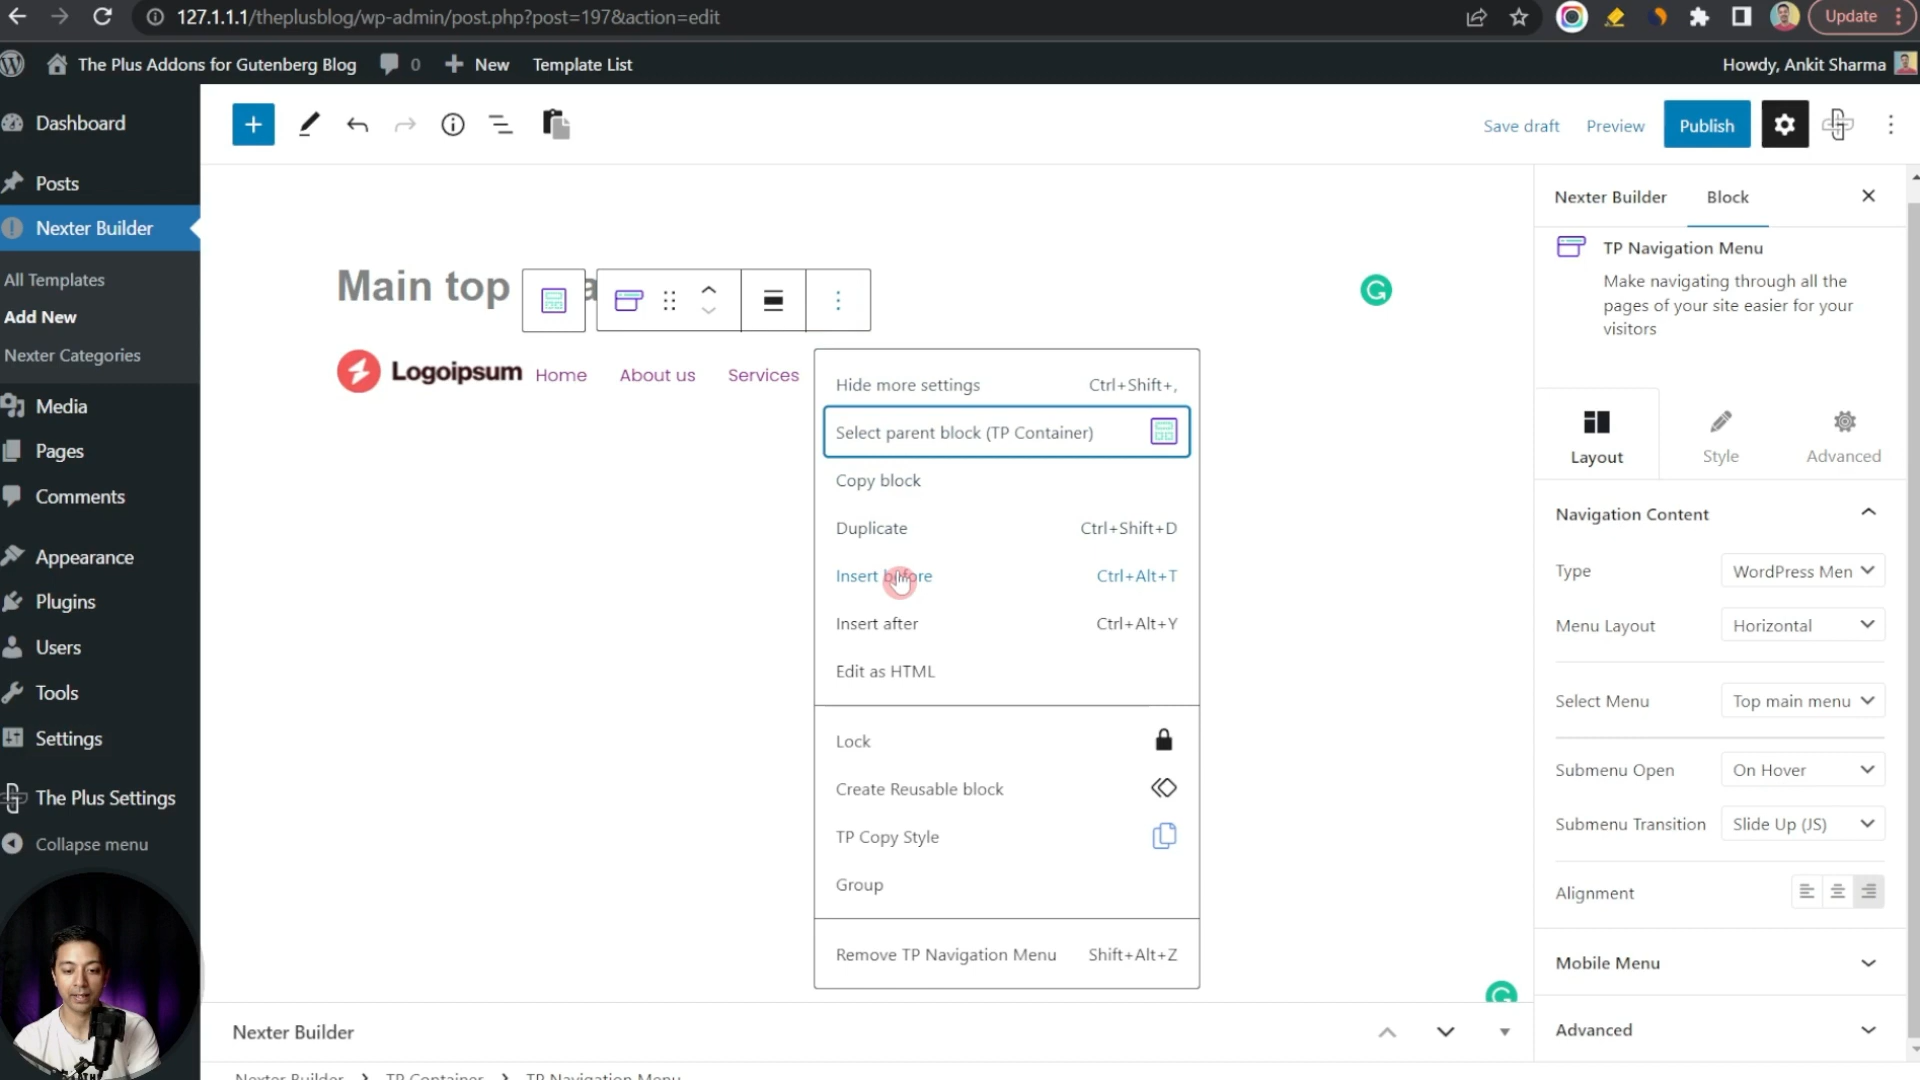 127.1.1.1/theplusblog/wp-admin/post.php?post=197&action=edit
Update
The Plus Addons for Gutenberg Blog
0
New
Template List
Howdy, Ankit Sharma
Dashboard
Posts
Nexter Builder
All Templates
Add New
Nexter Categories
Media
Pages
Comments
Appearance
Plugins
Users
Tools
Settings
The Plus Settings
Collapse menu
Save draft
Preview
Publish
Main top
Logoipsum
Home
About us
Services
Hide more settings Ctrl+Shift+,
Select parent block (TP Container)
Copy block
Duplicate Ctrl+Shift+D
Insert before Ctrl+Alt+T
Insert after Ctrl+Alt+Y
Edit as HTML
Lock
Create Reusable block
TP Copy Style
Group
Remove TP Navigation Menu Shift+Alt+Z
Nexter Builder
Block
TP Navigation Menu
Make navigating through all the
pages of your site easier for your
visitors
Layout
Style
Advanced
Navigation Content
Type WordPress Men
Menu Layout Horizontal
Select Menu Top main menu
Submenu Open On Hover
Submenu Transition Slide Up (JS)
Alignment
Mobile Menu
Advanced
Nexter Builder
Nexter Builder > TP Container > TP Navigation Menu